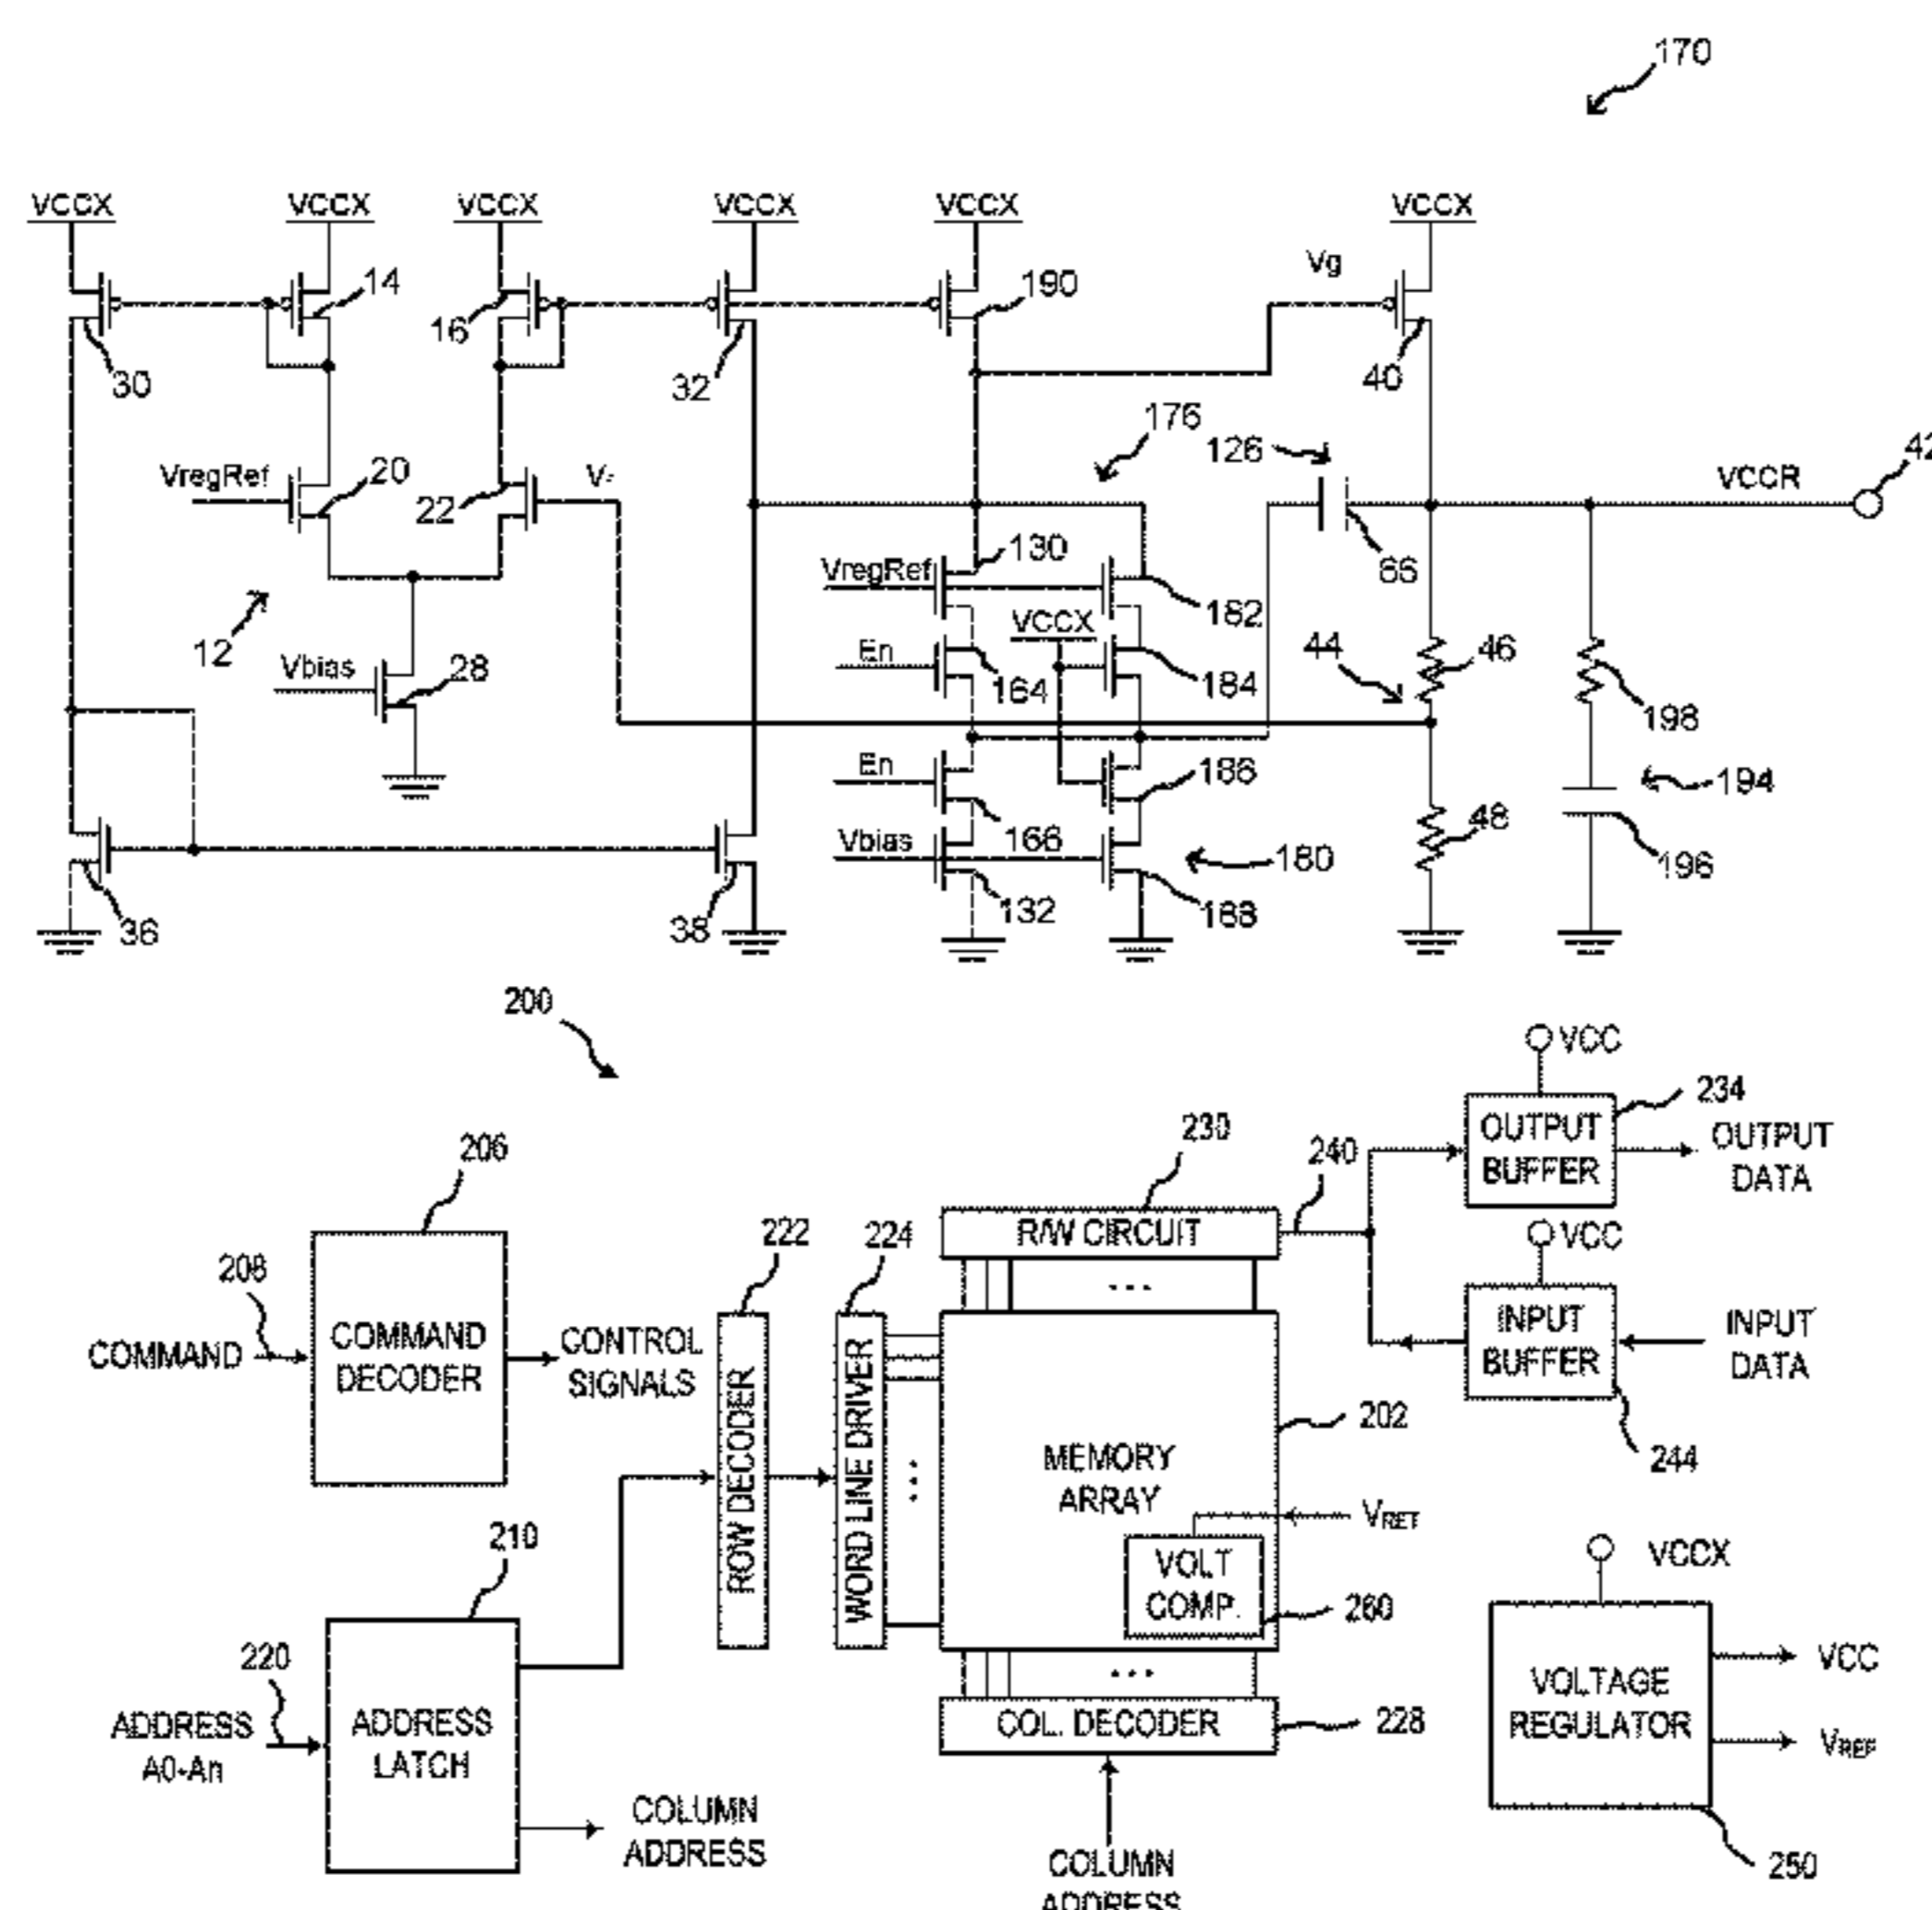 170
VCCX VCCX VCCX VCCX VCCX VCCX
Vg
14
16
190
30
32
40
176
126
42
VregRef
20
22
VCCR
66
VregRef
130
182
12
VCCX
En
44
46
Vbias
28
164
184
198
En
186
194
48
166
Vbias
180
196
36
38
132
188
200
VCC
206
230
240
OUTPUT
BUFFER
234
OUTPUT
DATA
208
222
224
R/W CIRCUIT
VCC
COMMAND
COMMAND
DECODER
CONTROL
SIGNALS
ROW DECODER
WORD LINE DRIVER
INPUT
BUFFER
INPUT
DATA
202
244
MEMORY
ARRAY
210
VOLT
COMP.
260
VCCX
220
ADDRESS
A0-An
ADDRESS
LATCH
COL. DECODER
228
VOLTAGE
REGULATOR
VCC
VREF
COLUMN
ADDRESS
COLUMN
ADDRESS
250